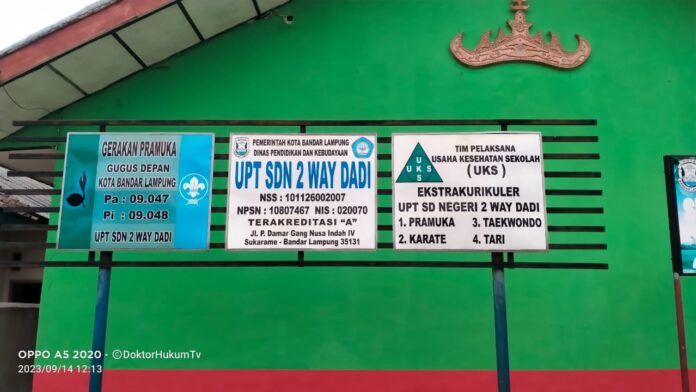 GERAKAN PRAMUKA
GUGUS DEPAN
KOTA BANDAR LAMPUNG
Pa : 09.047
Pi : 09.048
UPT SDN 2 WAY DADI
PEMERINTAH KOTA BANDAR LAMPUNG
DINAS PENDIDIKAN DAN KEBUDAYAAN
UPT SDN 2 WAY DADI
NSS : 101126002007
NPSN : 10807467 NIS : 020070
TERAKREDITASI "A"
Jl. P. Damar Gang Nusa Indah IV
Sukarame - Bandar Lampung 35131
TIM PELAKSANA
USAHA KESEHATAN SEKOLAH
( UKS )
U
U K S
S
EKSTRAKURIKULER
UPT SD NEGERI 2 WAY DADI
1. PRAMUKA 3. TAEKWONDO
2. KARATE 4. TARI
OPPO A5 2020 · ©DoktorHukumTv
2023/09/14 12:13